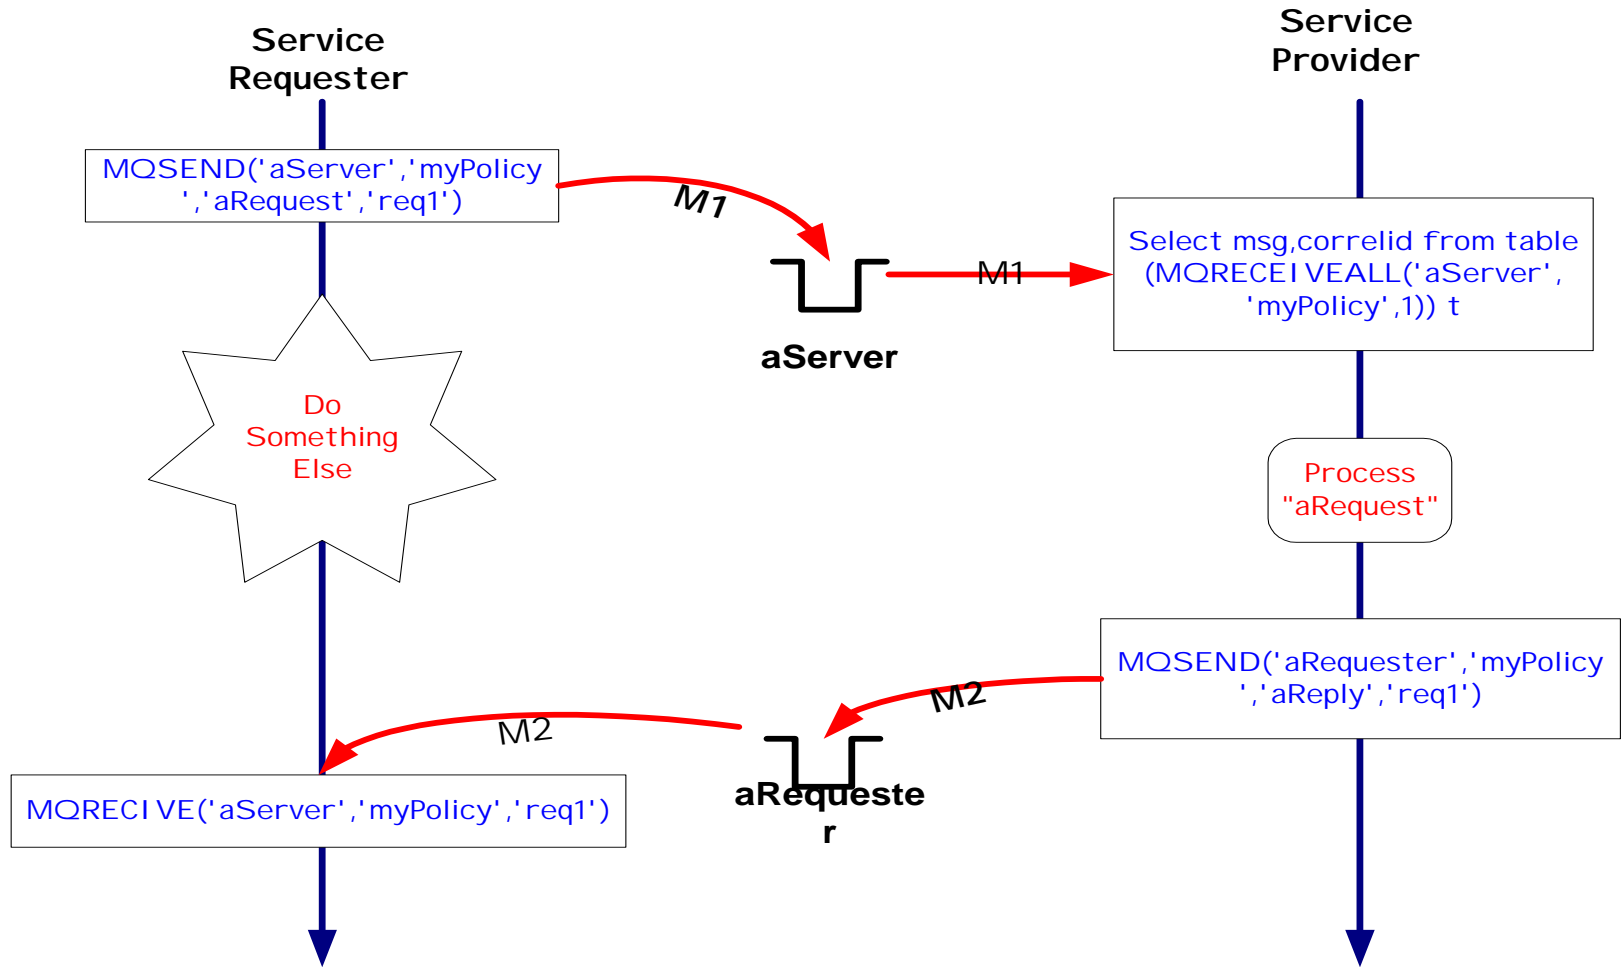 Service
Requester
Service
Provider
MQSEND('aServer','myPolicy
','aRequest','req1')
M1
Select msg,correlid from table
(MQRECEIVEALL('aServer',
'myPolicy',1)) t
M1
aServer
Do
Something
Else
Process
"aRequest"
MQSEND('aRequester','myPolicy
','aReply','req1')
M2
M2
aRequeste
r
MQRECIVE('aServer','myPolicy','req1')